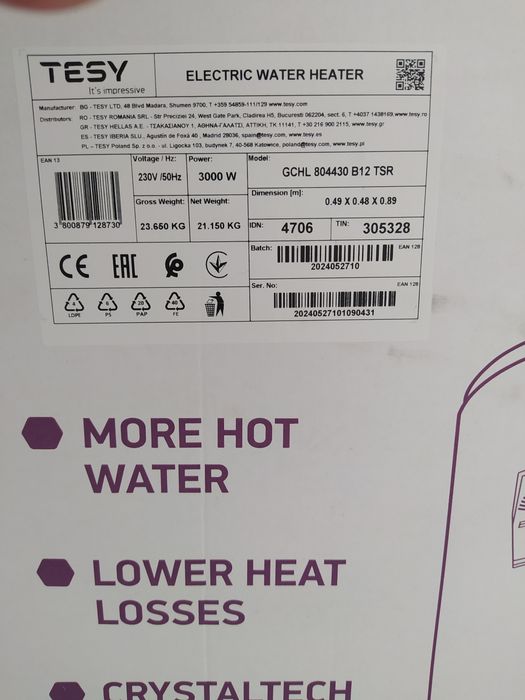 TESY
It's impressive
ELECTRIC WATER HEATER
Manufacturer: BG - TESY LTD, 48 Blvd Madara, Shumen 9700, T +359 54859-111/129 www.tesy.com
Distributors: RO - TESY ROMANIA SRL - Str Preciziei 24, West Gate Park, Cladirea H5, Bucuresti 062204, sect. 6, T +4037 1438169,www.tesy.ro
GR - TESY HELLAS A.E. - ΤΣΑΚΑΣΙΑΝΟΥ 1, ΑΘΗΝΑ-ΓΑΛΑΤΣΙ, ΑΤΤΙΚΗ, ΤΚ 11141, T +30 216 900 2115, www.tesy.gr
ES - TESY IBERIA SLU., Agustin de Foxá 40 , Madrid 28036, spain@tesy.com, www.tesy.es
PL – TESY Poland Sp. z o.o. - ul. Ligocka 103, budynek 7, 40-568 Katowice, poland@tesy.com, www.tesy.pl
EAN 13
3 800879 128730
Voltage / Hz:
230V /50Hz
Power:
3000 W
Model:
GCHL 804430 B12 TSR
Dimension [m]:
0.49 X 0.48 X 0.89
Gross Weight:
23.650 KG
Net Weight:
21.150 KG
IDN:
4706
TIN:
305328
Batch:
EAN 128
2024052710
CE
EAC
Ser. No:
EAN 128
20240527101090431
4
LDPE
6
PS
20
PAP
40
FE
MORE HOT
WATER
LOWER HEAT
LOSSES
CRYSTALTECH